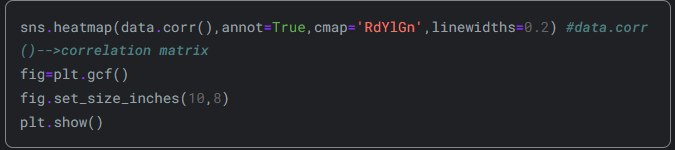 sns.heatmap(data.corr(),annot=True,cmap='RdYlGn',linewidths=0.2) #data.corr
()-->correlation matrix
fig=plt.gcf()
fig.set_size_inches(10,8)
plt.show()